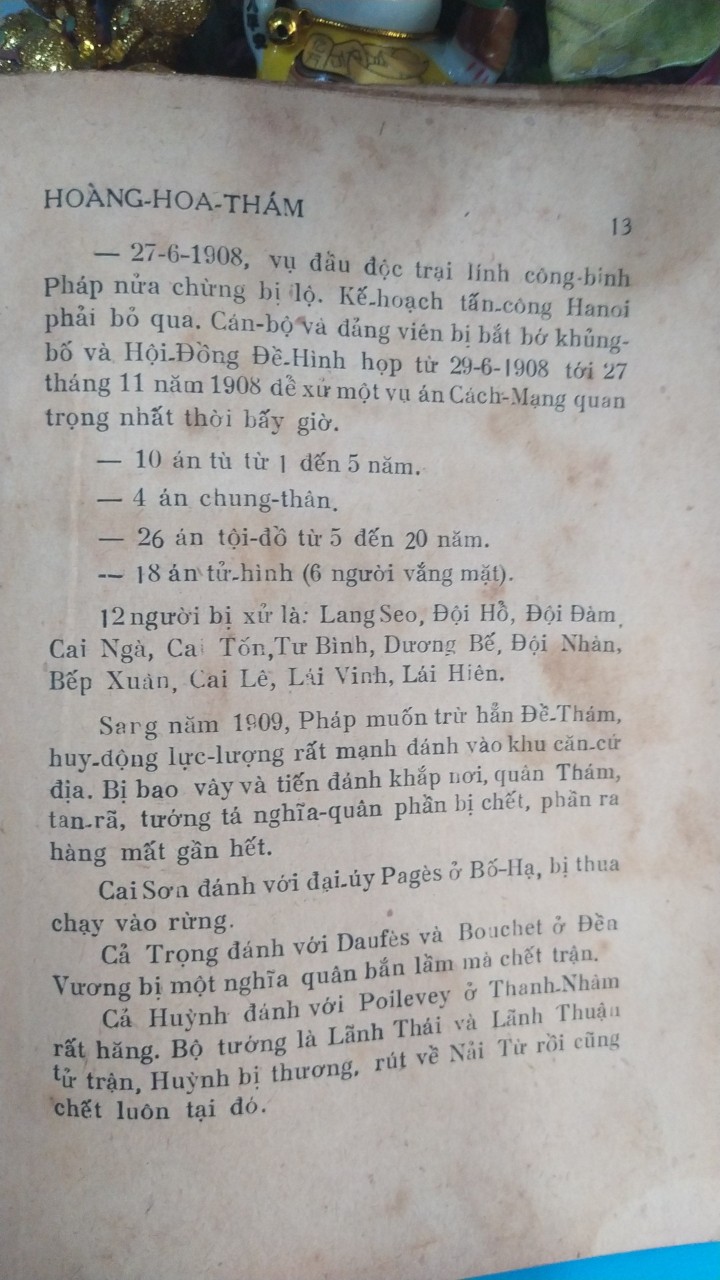 HOÀNG-HOA-THÁM
13
— 27-6-1908, vụ đầu độc trại lính công-binh
Pháp nửa chừng bị lộ. Kế-hoạch tấn-công Hanoi
phải bỏ qua. Cán-bộ và đảng viên bị bắt bớ khủng-
bố và Hội-Đồng Đề-Hình họp từ 29-6-1908 tới 27
tháng 11 năm 1908 để xử một vụ án Cách-Mạng quan
trọng nhất thời bấy giờ.
— 10 án tù từ 1 đến 5 năm.
— 4 án chung-thân.
— 26 án tội-đồ từ 5 đến 20 năm.
-- 18 án tử-hình (6 người vắng mặt).
12 người bị xử là: Lang Seo, Đội Hổ, Đội Đàm,
Cai Ngà, Cai Tốn, Tư Bình, Dương Bế, Đội Nhàn,
Bếp Xuân, Cai Lê, Lái Vinh, Lái Hiên.
Sarg năm 1909, Pháp muốn trừ hẳn Đề-Thám,
huy-động lực-lượng rất mạnh đánh vào khu căn-cứ
địa. Bị bao vây và tiến đánh khắp nơi, quân Thám,
tan-rã, tướng tá nghĩa-quân phần bị chết, phần ra
hàng mất gần hết.
Cai Sơn đánh với đại-úy Pagès ở Bố-Hạ, bị thua
chạy vào rừng.
Cả Trọng đánh với Daufès và Bouchet ở Đền
Vương bị một nghĩa quân bắn lầm mà chết trận.
Cả Huỳnh đánh với Poilevey ở Thanh-Nhàm
rất hăng. Bộ tướng là Lãnh Thái và Lãnh Thuận
tử trận, Huỳnh bị thương, rút về Nải Từ rồi cũng
chết luôn tại đó.